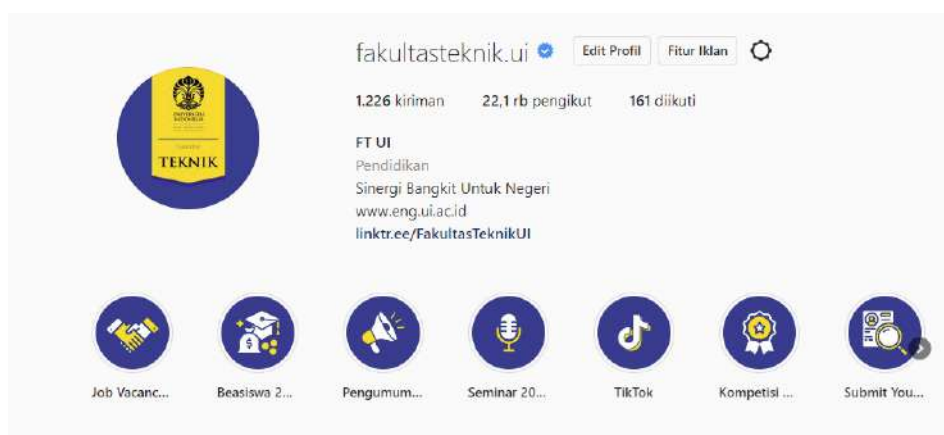 fakultasteknik.ui Edit Profil Fitur Iklan
1.226 kiriman 22,1 rb pengikut 161 diikuti
FT UI
Pendidikan
Sinergi Bangkit Untuk Negeri
www.eng.ui.ac.id
linktr.ee/FakultasTeknikUI
UNIVERSITAS
INDONESIA
TEKNIK
Job Vacanc... Beasiswa 2... Pengumum... Seminar 20... TikTok Kompetisi ... Submit You...